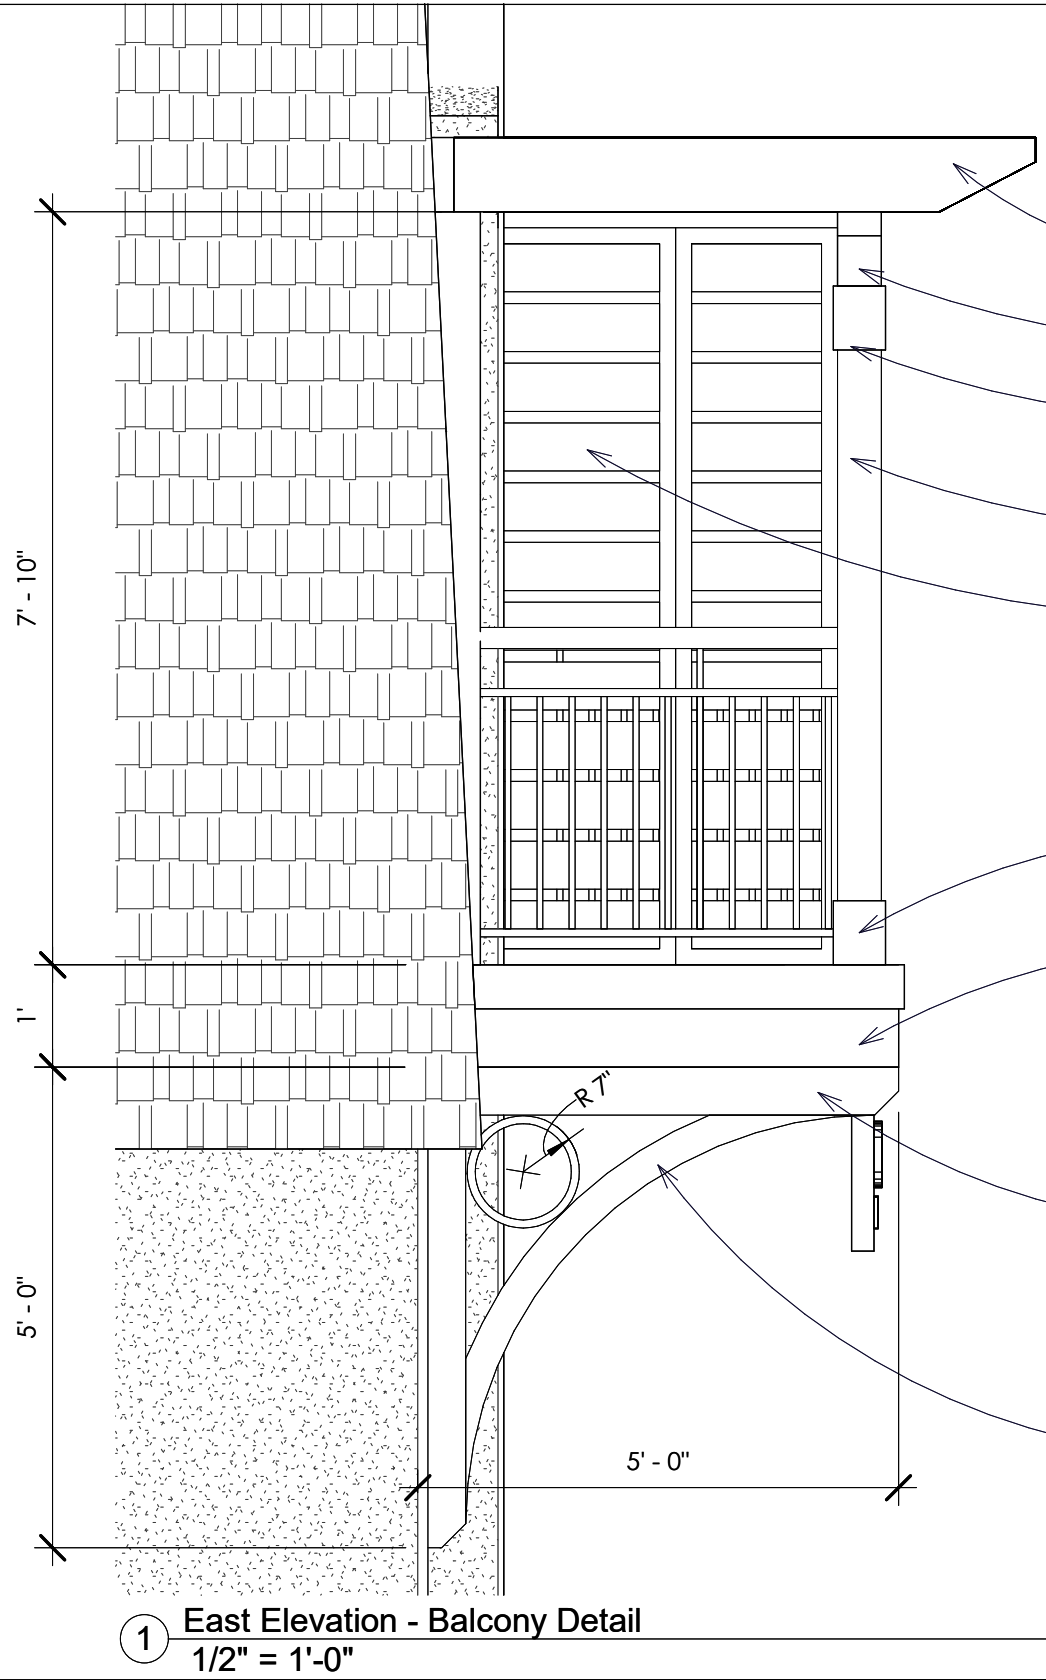 7' - 10"
1'
R 7"
5' - 0"
5' - 0"
1
East Elevation - Balcony Detail
1/2" = 1'-0"